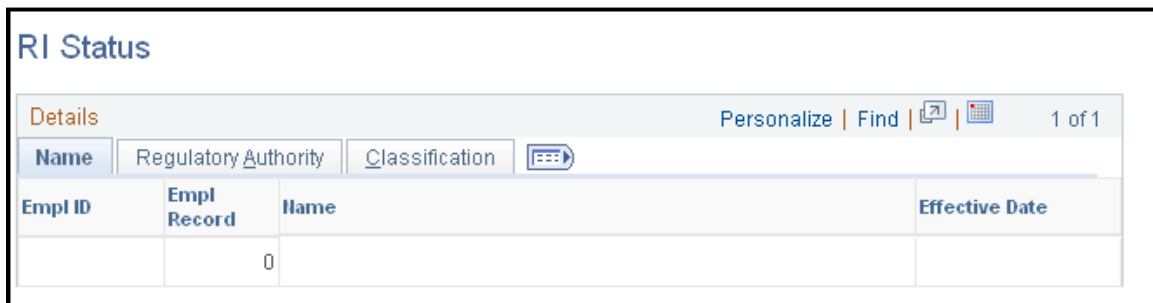 RI Status
Details Personalize | Find | | 1 of 1
Name Regulatory Authority Classification
Empl ID Empl Record Name Effective Date
0